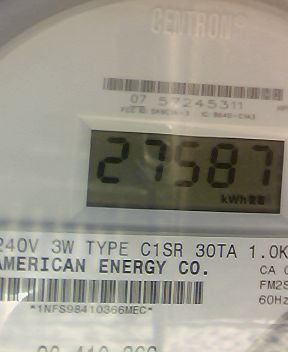 CENTRON®
07 57245311
27587
kWh
240V 3W TYPE C1SR 30TA 1.0K
AMERICAN ENERGY CO.
CA
FM2S
60Hz
*1NFS98410366MEC*